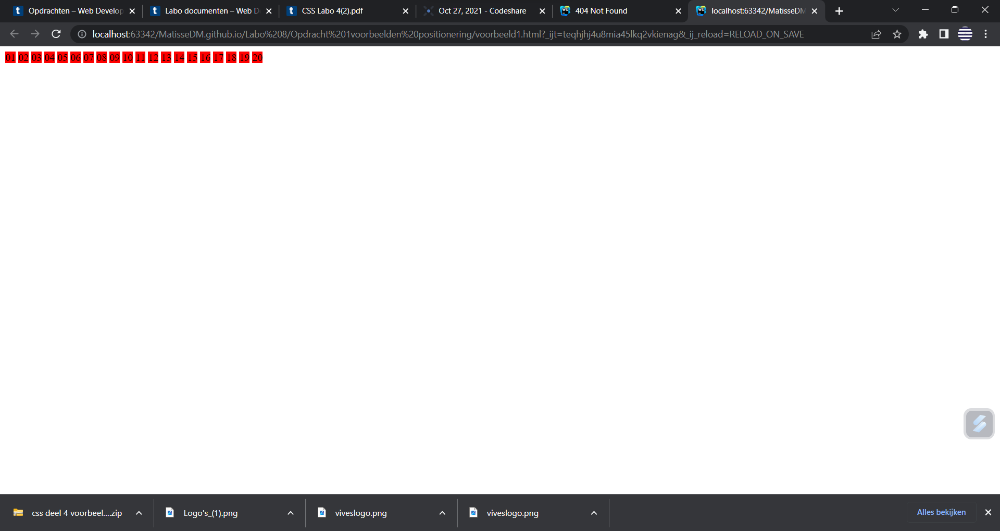 Opdrachten – Web Develop
Labo documenten – Web D
CSS Labo 4(2).pdf
Oct 27, 2021 - Codeshare
404 Not Found
localhost:63342/MatisseDM
localhost:63342/MatisseDM.github.io/Labo%208/Opdracht%201voorbeelden%20positionering/voorbeeld1.html?_ijt=teqhjhj4u8mia45lkq2vkienag&_ij_reload=RELOAD_ON_SAVE
01 02 03 04 05 06 07 08 09 10 11 12 13 14 15 16 17 18 19 20
css deel 4 voorbeel....zip
Logo's_(1).png
viveslogo.png
viveslogo.png
Alles bekijken